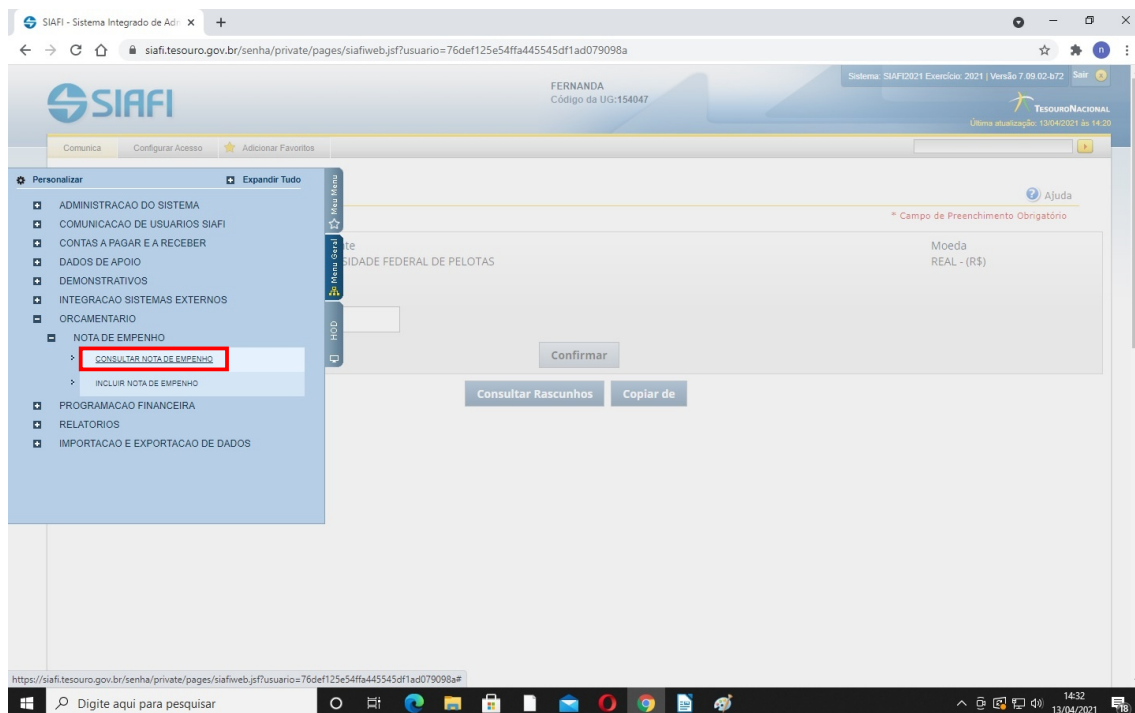 SIAFI - Sistema Integrado de Adm
siafi.tesouro.gov.br/senha/private/pages/siafiweb.jsf?usuario=76def125e54ffa445545df1ad079098a
n
SIAFI
FERNANDA
Código da UG:154047
Sistema: SIAFI2021 Exercício: 2021 | Versão 7.09.02-b72 Sair
TESOURONACIONAL
Última atualização: 13/04/2021 às 14:20
Comunica Configurar Acesso Adicionar Favoritos
Personalizar Expandir Tudo
ADMINISTRACAO DO SISTEMA
COMUNICACAO DE USUARIOS SIAFI
CONTAS A PAGAR E A RECEBER
DADOS DE APOIO
DEMONSTRATIVOS
INTEGRACAO SISTEMAS EXTERNOS
ORCAMENTARIO
NOTA DE EMPENHO
CONSULTAR NOTA DE EMPENHO
INCLUIR NOTA DE EMPENHO
PROGRAMACAO FINANCEIRA
RELATORIOS
IMPORTACAO E EXPORTACAO DE DADOS
Meu Menu
Menu Geral
HOD
Ajuda
* Campo de Preenchimento Obrigatório
te
SIDADE FEDERAL DE PELOTAS
Moeda
REAL - (R$)
Confirmar
Consultar Rascunhos Copiar de
https://siafi.tesouro.gov.br/senha/private/pages/siafiweb.jsf?usuario=76def125e54ffa445545df1ad079098a#
Digite aqui para pesquisar
14:32
13/04/2021
18